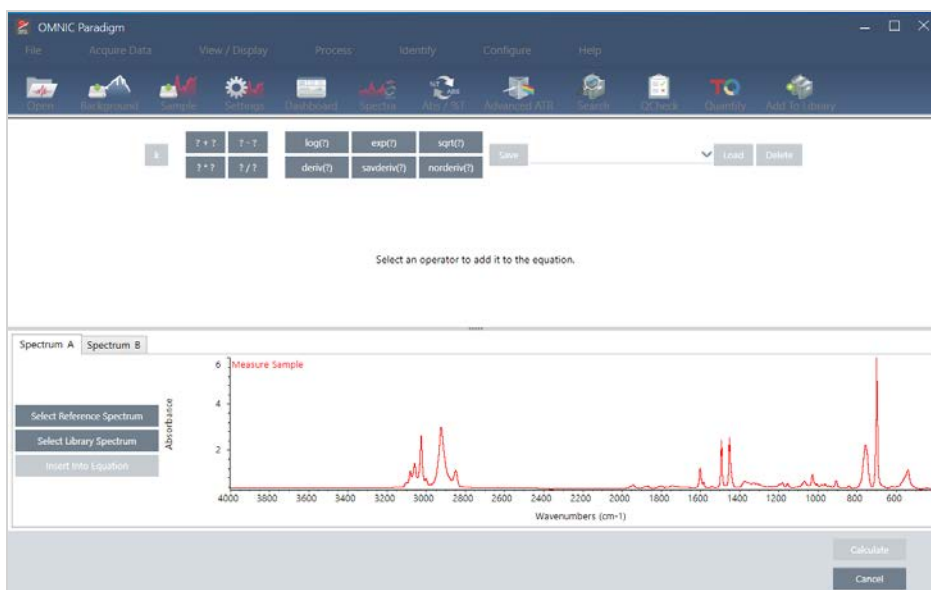 OMNIC Paradigm
File Acquire Data View / Display Process Identify Configure Help
Open Background Sample Settings Dashboard Spectra Abs / %T Advanced ATR Search QCheck Quantify Add To Library
%T
ABS
TQ
k ? + ? ? - ? log(?) exp(?) sqrt(?) Save Load Delete
? * ? ? / ? deriv(?) savderiv(?) norderiv(?)
Select an operator to add it to the equation.
Spectrum A Spectrum B
Select Reference Spectrum
Select Library Spectrum
Insert Into Equation
Absorbance
6
4
2
Measure Sample
4000 3800 3600 3400 3200 3000 2800 2600 2400 2200 2000 1800 1600 1400 1200 1000 800 600
Wavenumbers (cm-1)
Calculate
Cancel